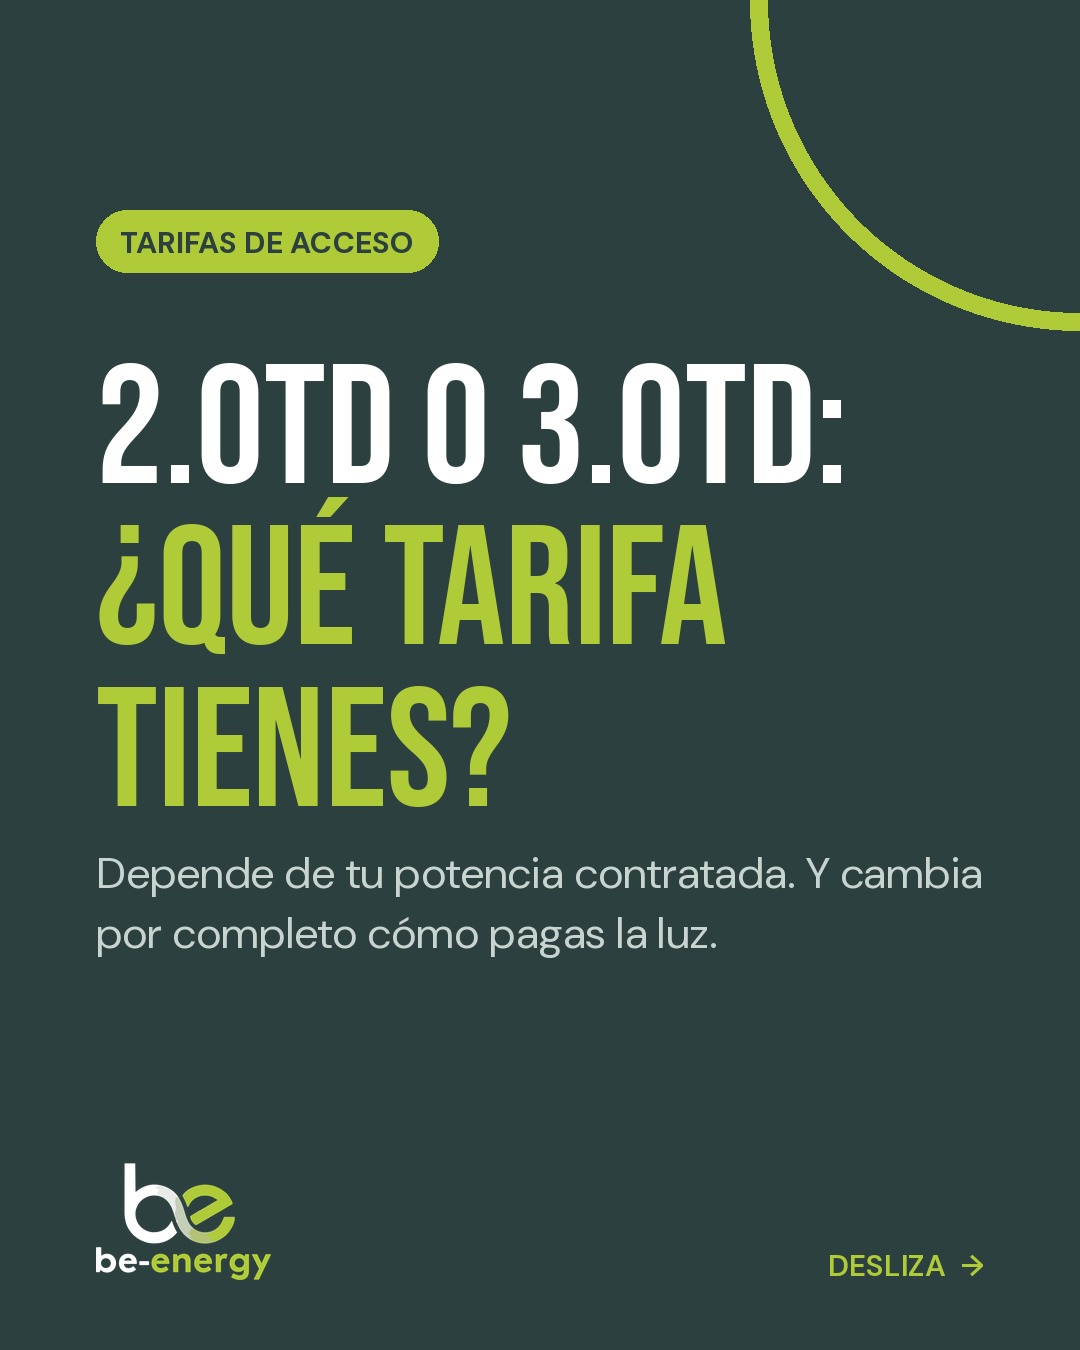 TARIFAS DE ACCESO
2.0TD O 3.0TD:
¿QUÉ TARIFA
TIENES?
Depende de tu potencia contratada. Y cambia
por completo cómo pagas la luz.
be
be-energy
DESLIZA →